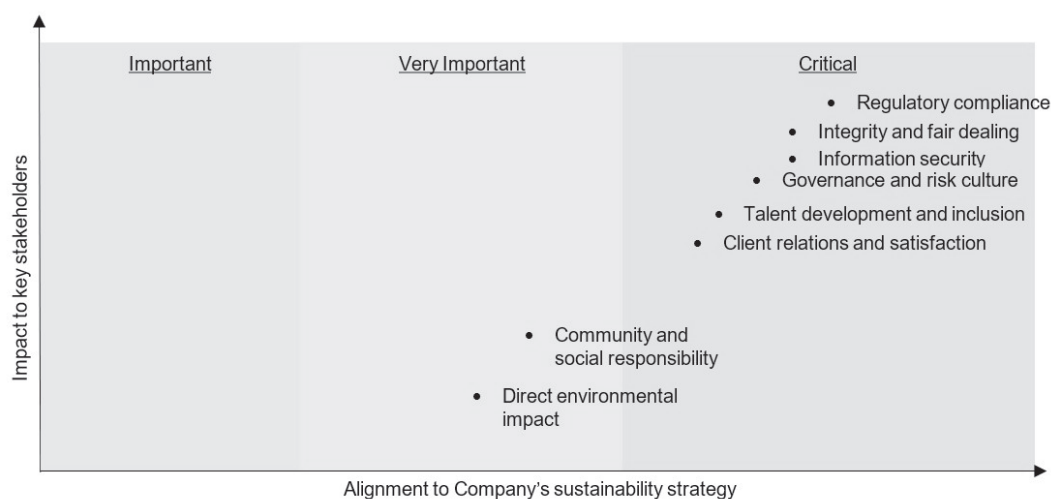 Important
Very Important
Critical
• Regulatory compliance
• Integrity and fair dealing
• Information security
• Governance and risk culture
• Talent development and inclusion
• Client relations and satisfaction
• Community and
social responsibility
• Direct environmental
impact
Impact to key stakeholders
Alignment to Company’s sustainability strategy